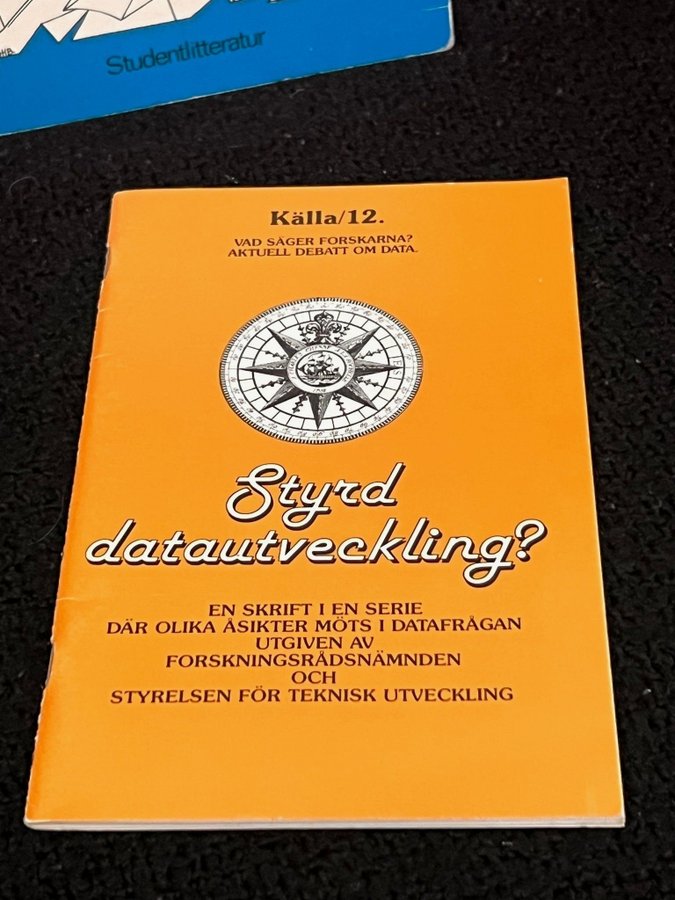 Studentlitteratur
Källa/12.
VAD SÄGER FORSKARNA?
AKTUELL DEBATT OM DATA.
Styrd
datautveckling?
EN SKRIFT I EN SERIE
DÄR OLIKA ÅSIKTER MÖTS I DATAFRÅGAN
UTGIVEN AV
FORSKNINGSRÅDSNÄMNDEN
OCH
STYRELSEN FÖR TEKNISK UTVECKLING